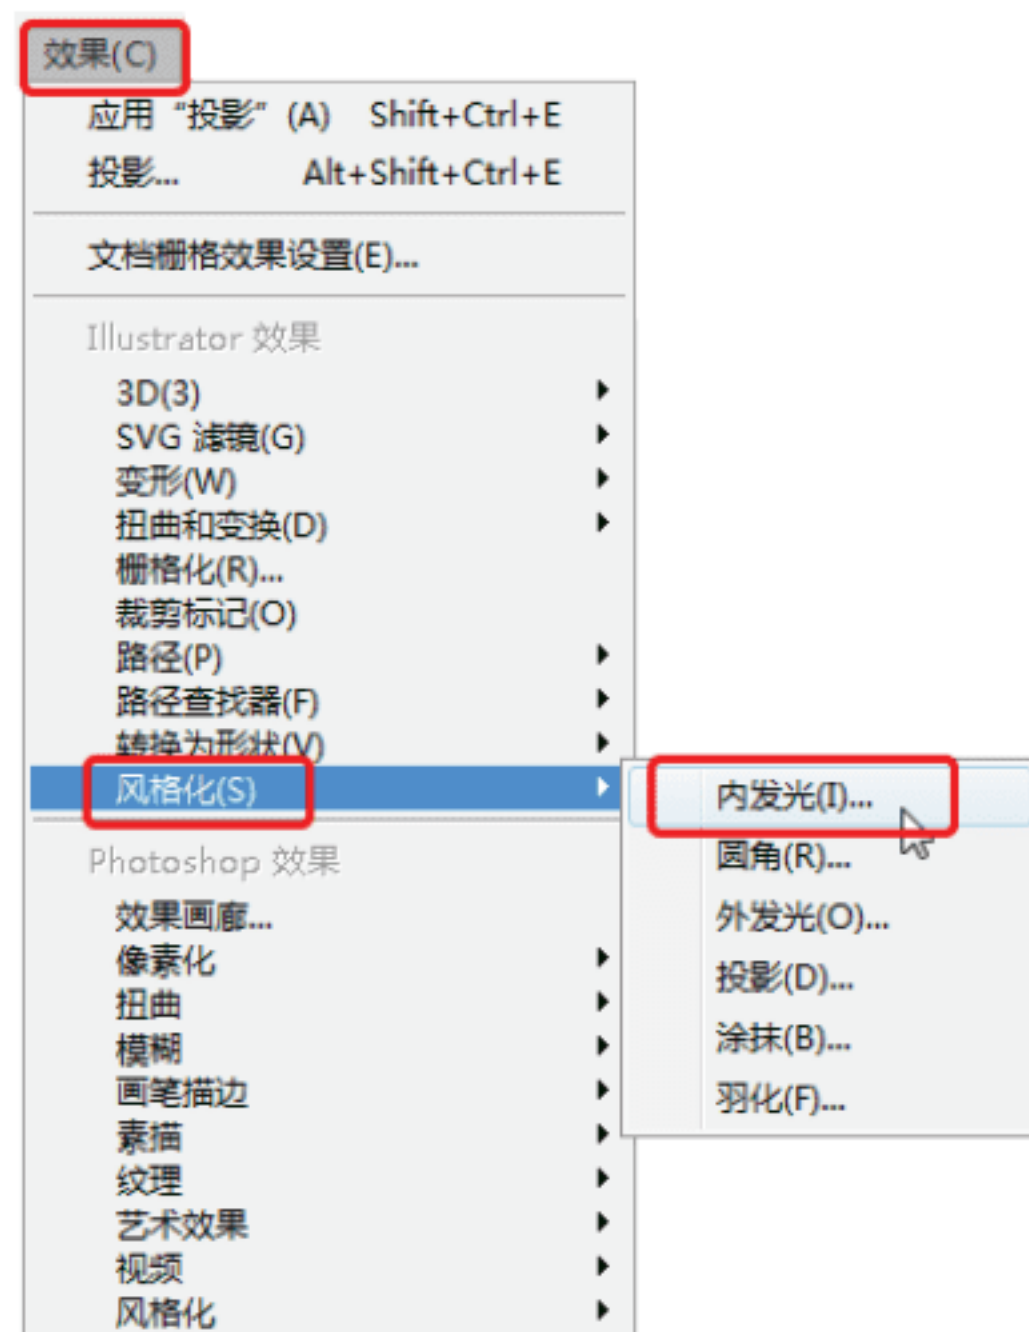 效果(C)
应用“投影”(A) Shift+Ctrl+E
投影... Alt+Shift+Ctrl+E
文档栅格效果设置(E)...
Illustrator 效果
3D(3)
SVG 滤镜(G)
变形(W)
扭曲和变换(D)
栅格化(R)...
裁剪标记(O)
路径(P)
路径查找器(F)
转换为形状(V)
风格化(S)
内发光(I)...
圆角(R)...
外发光(O)...
投影(D)...
涂抹(B)...
羽化(F)...
Photoshop 效果
效果画廊...
像素化
扭曲
模糊
画笔描边
素描
纹理
艺术效果
视频
风格化